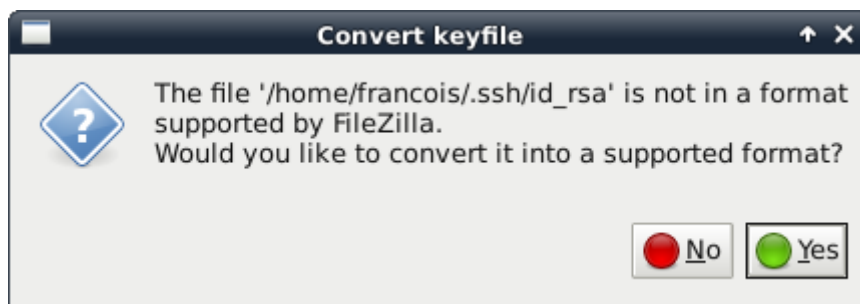 Convert keyfile
The file '/home/francois/.ssh/id_rsa' is not in a format
supported by FileZilla.
Would you like to convert it into a supported format?
No
Yes